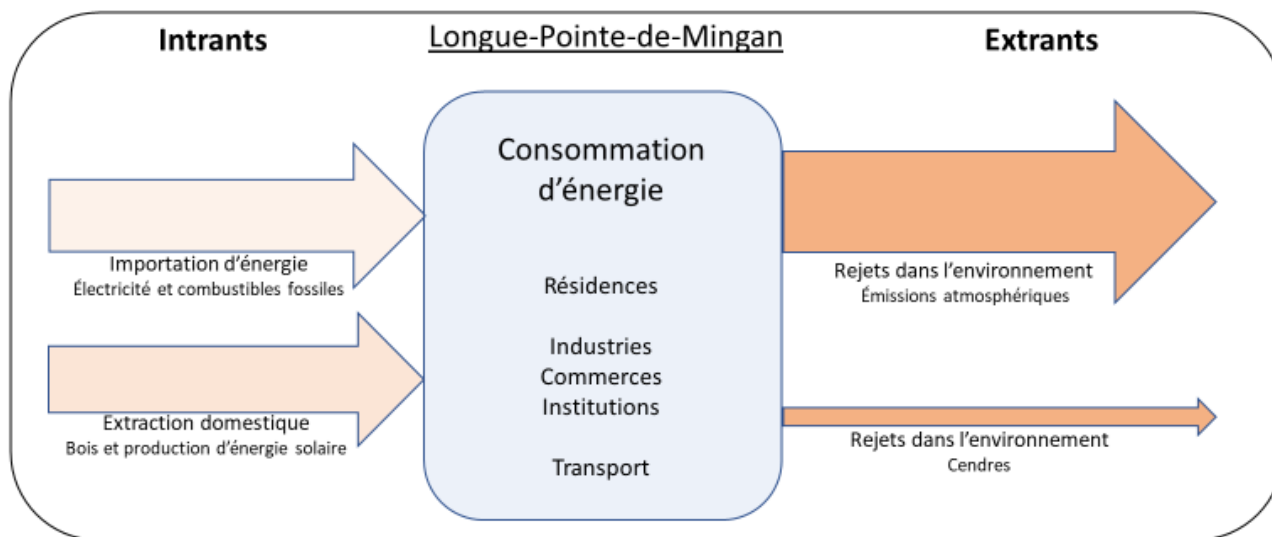 Intrants
Longue-Pointe-de-Mingan
Extrants
Importation d'énergie
Électricité et combustibles fossiles
Extraction domestique
Bois et production d'énergie solaire
Consommation
d'énergie
Résidences
Industries
Commerces
Institutions
Transport
Rejets dans l'environnement
Émissions atmosphériques
Rejets dans l'environnement
Cendres